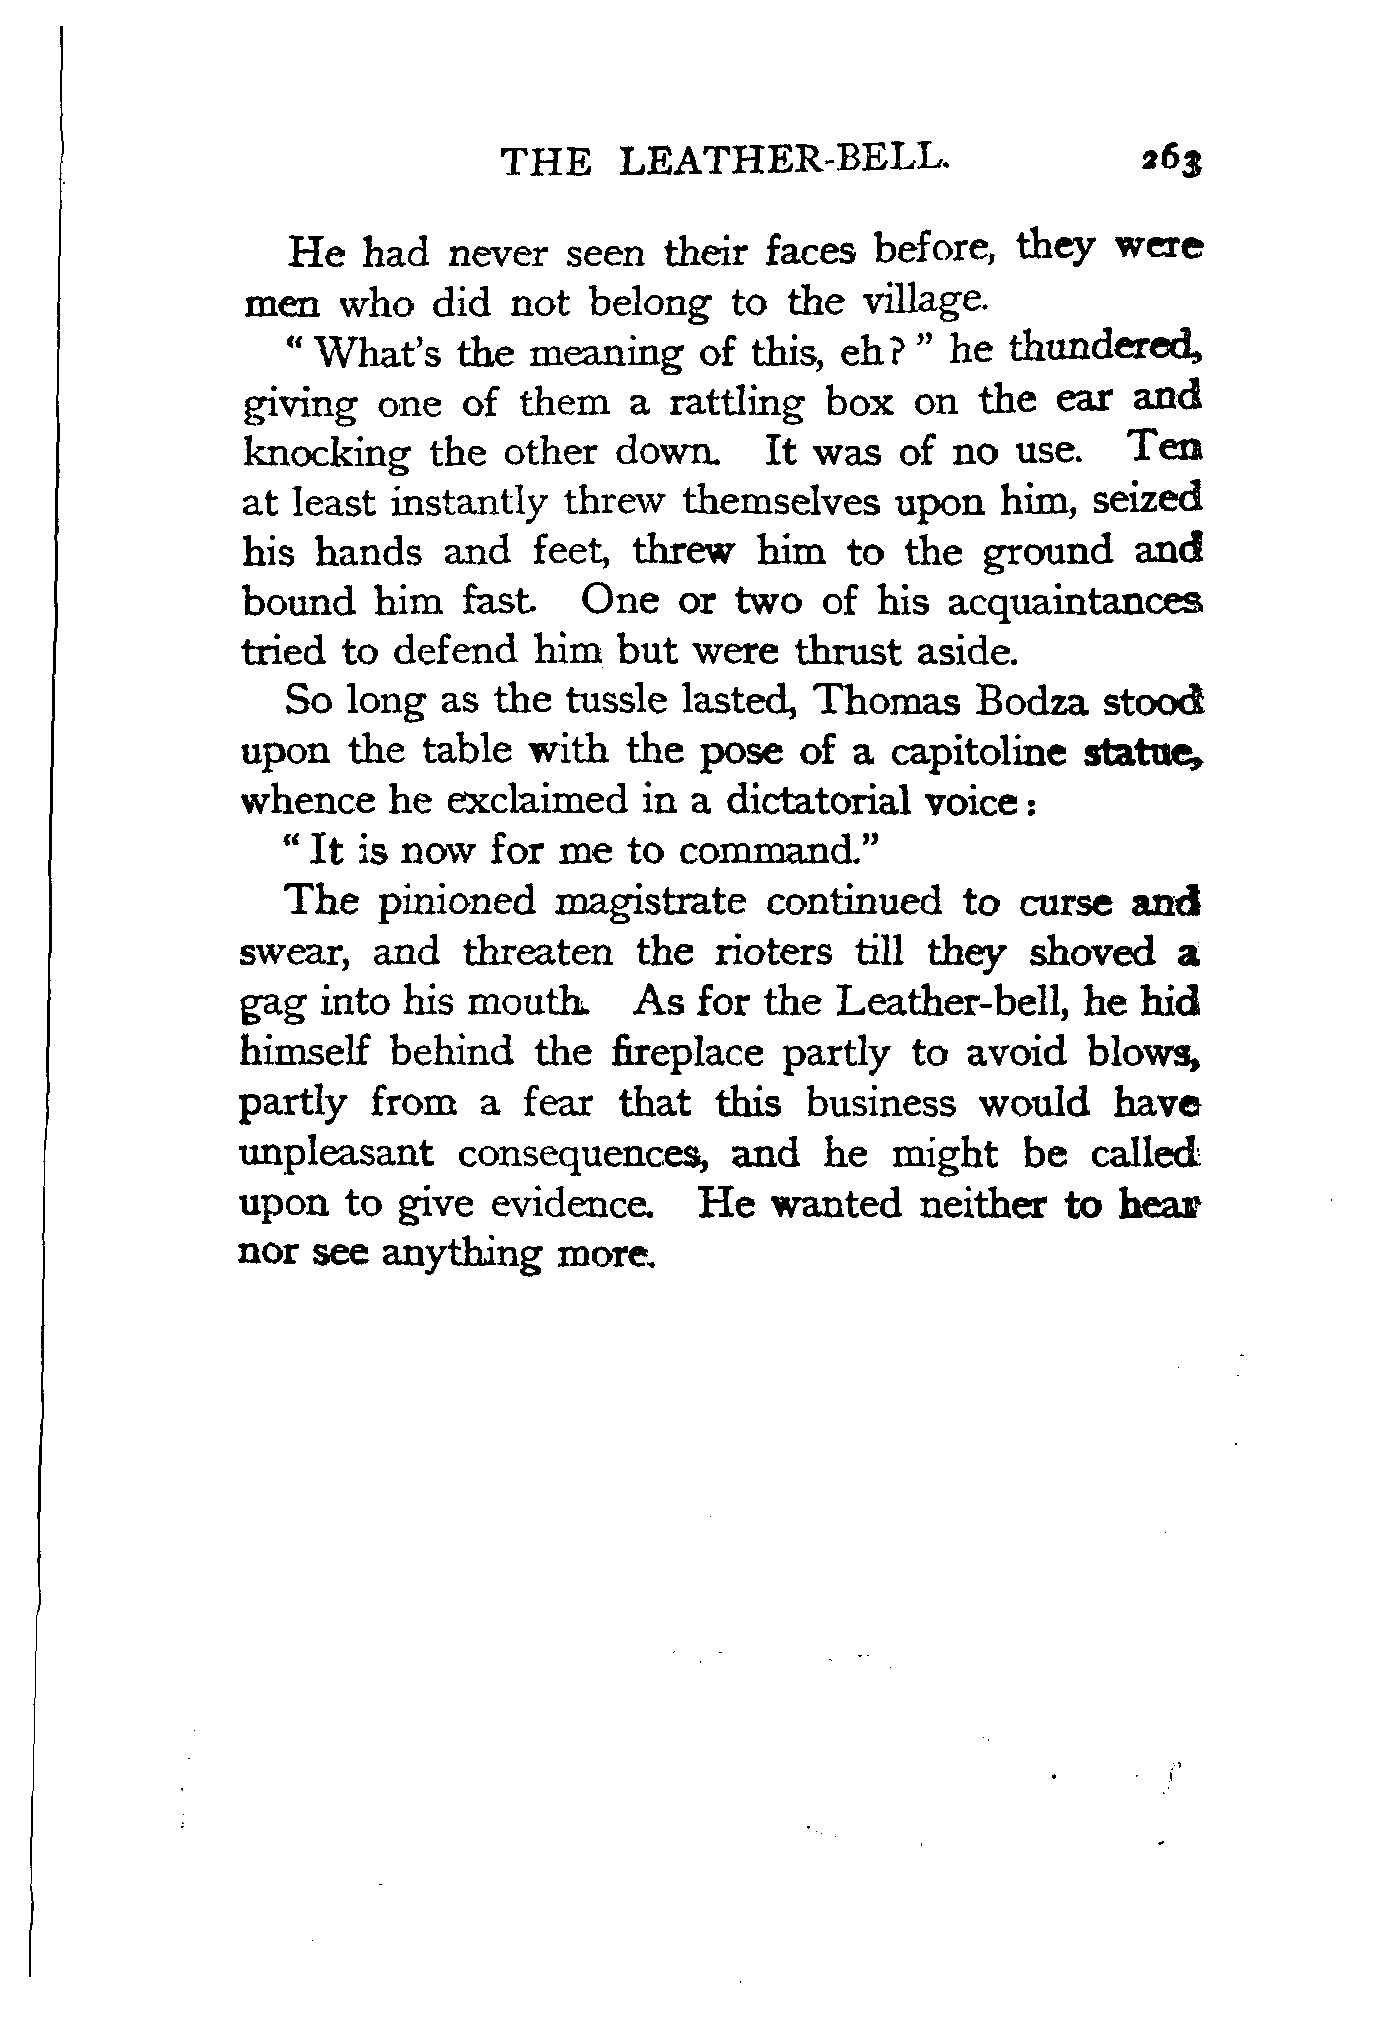 THE LEATHER-BELL. 263
He had never seen their faces before, they were
men who did not belong to the village.
“ What’s the meaning of this, eh? ” he thundered,
giving one of them a rattling box on the ear and
knocking the other down. It was of no use. Ten
at least instantly threw themselves upon him, seized
his hands and feet, threw him to the ground and
bound him fast. One or two of his acquaintances
tried to defend him but were thrust aside.
So long as the tussle lasted, Thomas Bodza stood
upon the table with the pose of a capitoline statue,
whence he exclaimed in a dictatorial voice :
“ It is now for me to command.”
The pinioned magistrate continued to curse and
swear, and threaten the rioters till they shoved a
gag into his mouth. As for the Leather-bell, he hid
himself behind the fireplace partly to avoid blows,
partly from a fear that this business would have
unpleasant consequences, and he might be called
upon to give evidence. He wanted neither to hear
nor see anything more.